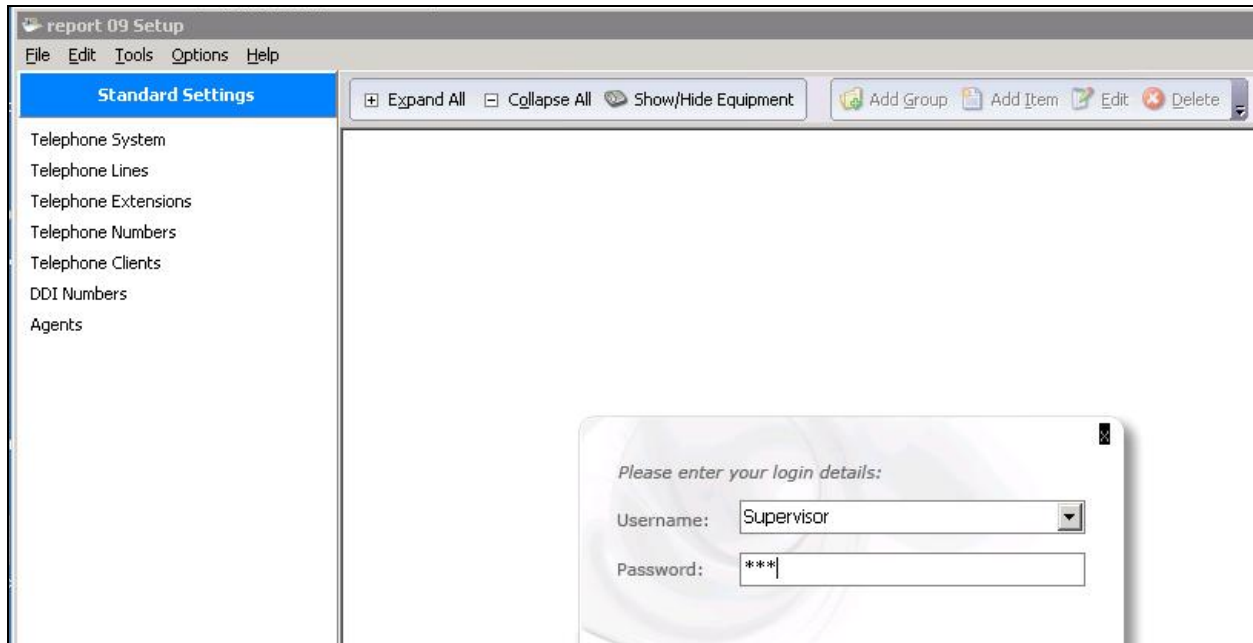 report 09 Setup
File Edit Tools Options Help
Standard Settings
Expand All Collapse All Show/Hide Equipment Add Group Add Item Edit Delete
Telephone System
Telephone Lines
Telephone Extensions
Telephone Numbers
Telephone Clients
DDI Numbers
Agents
x
Please enter your login details:
Username: Supervisor
Password: ***